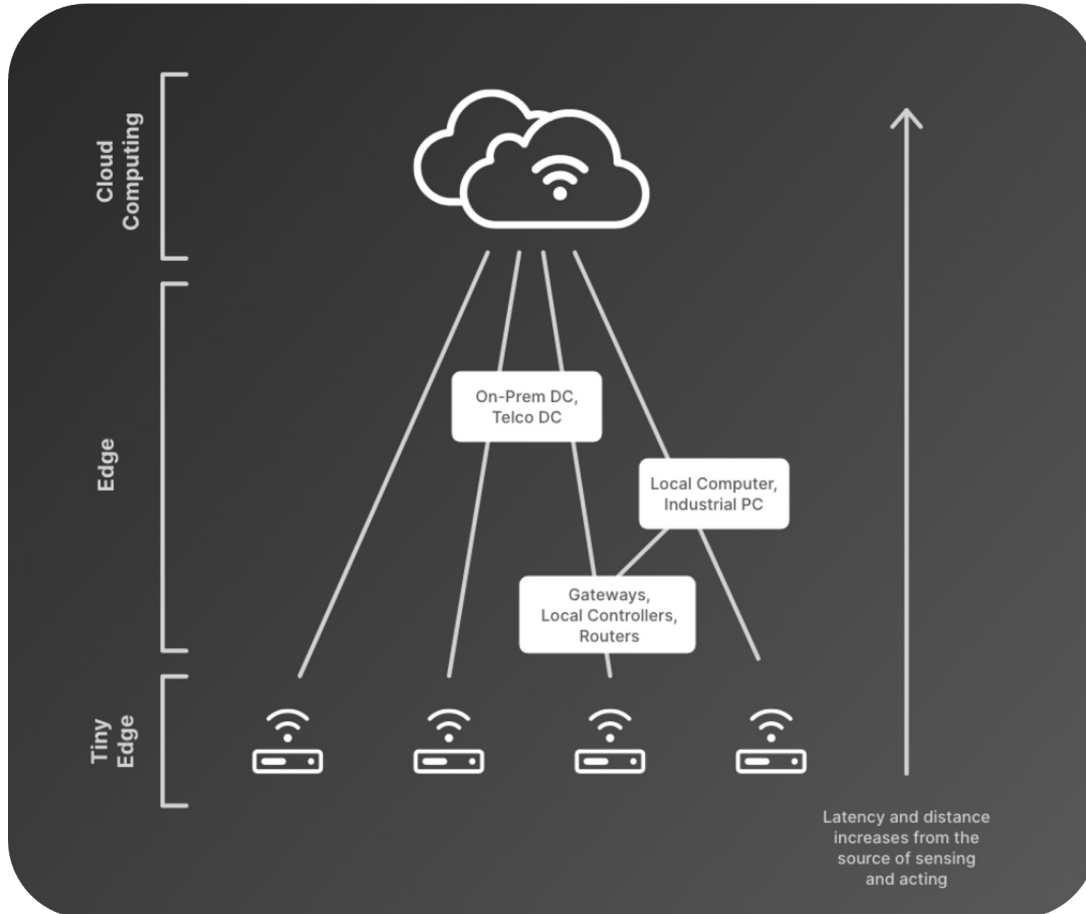 Cloud
Computing
On-Prem DC,
Telco DC
Edge
Local Computer,
Industrial PC
Gateways,
Local Controllers,
Routers
Tiny
Edge
Latency and distance
increases from the
source of sensing
and acting